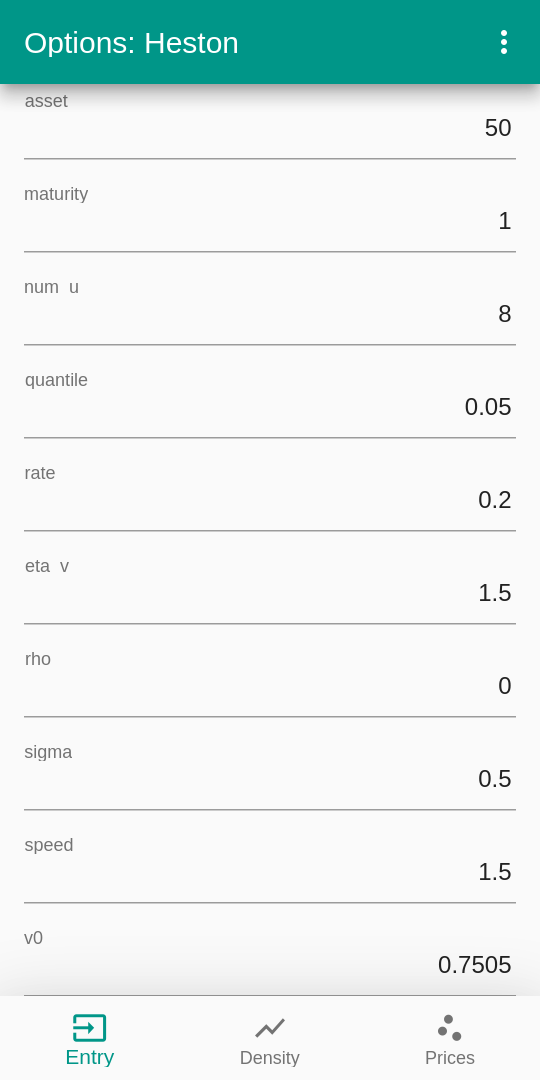 Options: Heston
asset
50
maturity
1
num u
8
quantile
0.05
rate
0.2
eta v
1.5
rho
0
sigma
0.5
speed
1.5
v0
0.7505
Entry
Density
Prices